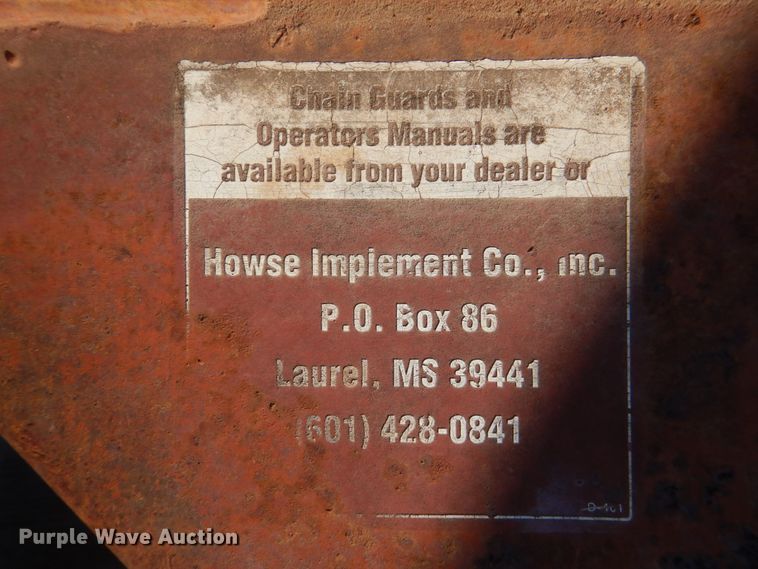 Chain Guards and
Operators Manuals are
available from your dealer or
Howse Implement Co., Inc.
P.O. Box 86
Laurel, MS 39441
(601) 428-0841
Purple Wave Auction